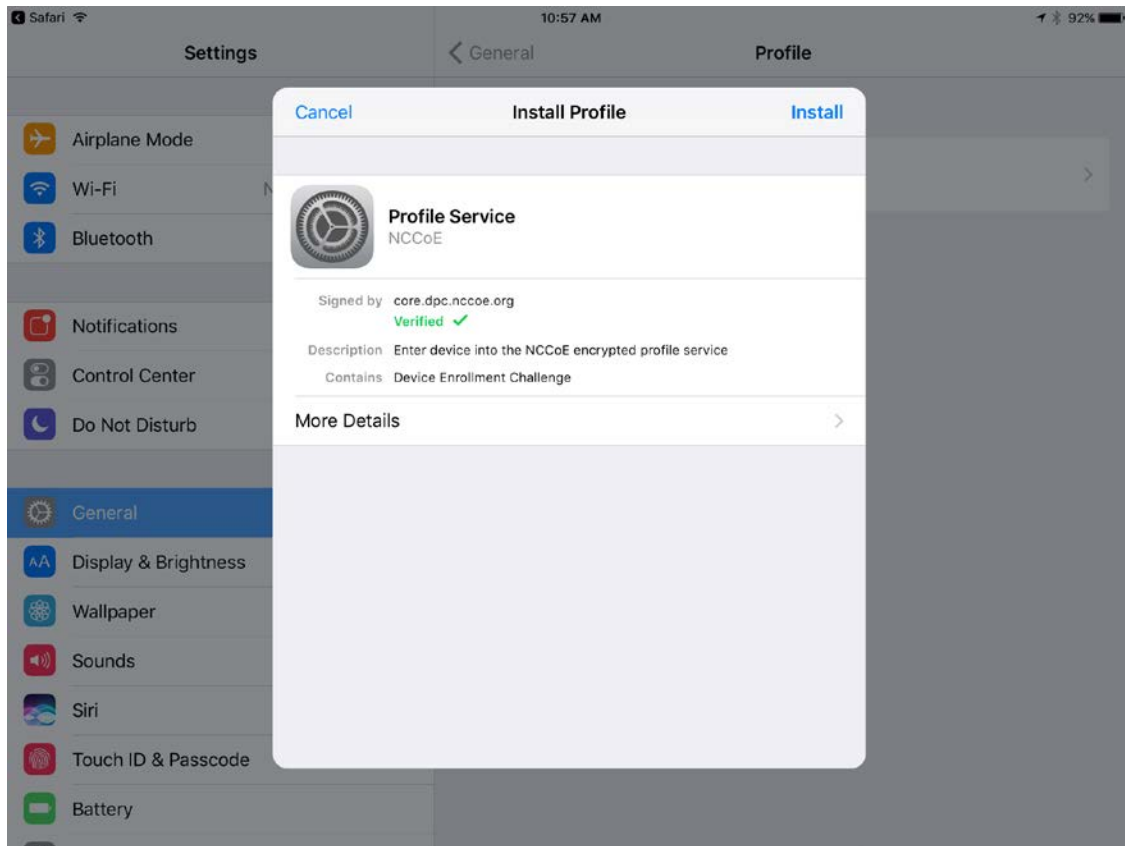 Safari 10:57 AM 92%
Settings
General Profile
Cancel Install Profile Install
Airplane Mode
Wi-Fi N
Bluetooth
Profile Service
NCCoE
Signed by core.dpc.nccoe.org
Verified
Description Enter device into the NCCoE encrypted profile service
Contains Device Enrollment Challenge
More Details
Notifications
Control Center
Do Not Disturb
General
AA Display & Brightness
Wallpaper
Sounds
Siri
Touch ID & Passcode
Battery